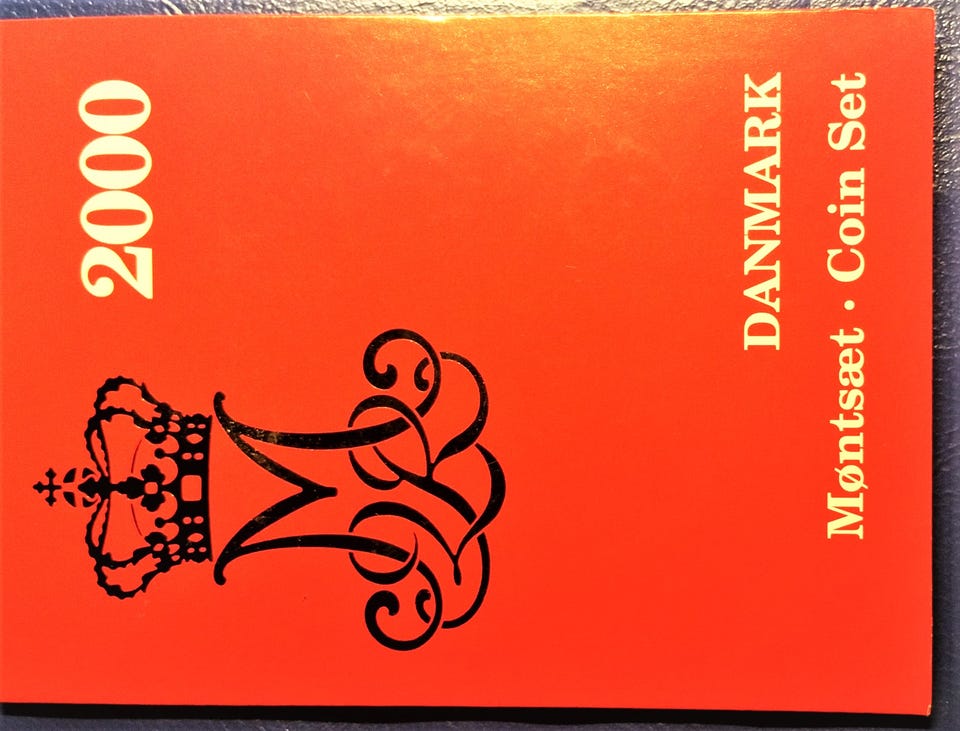 2000
DANMARK
Møntsæt · Coin Set